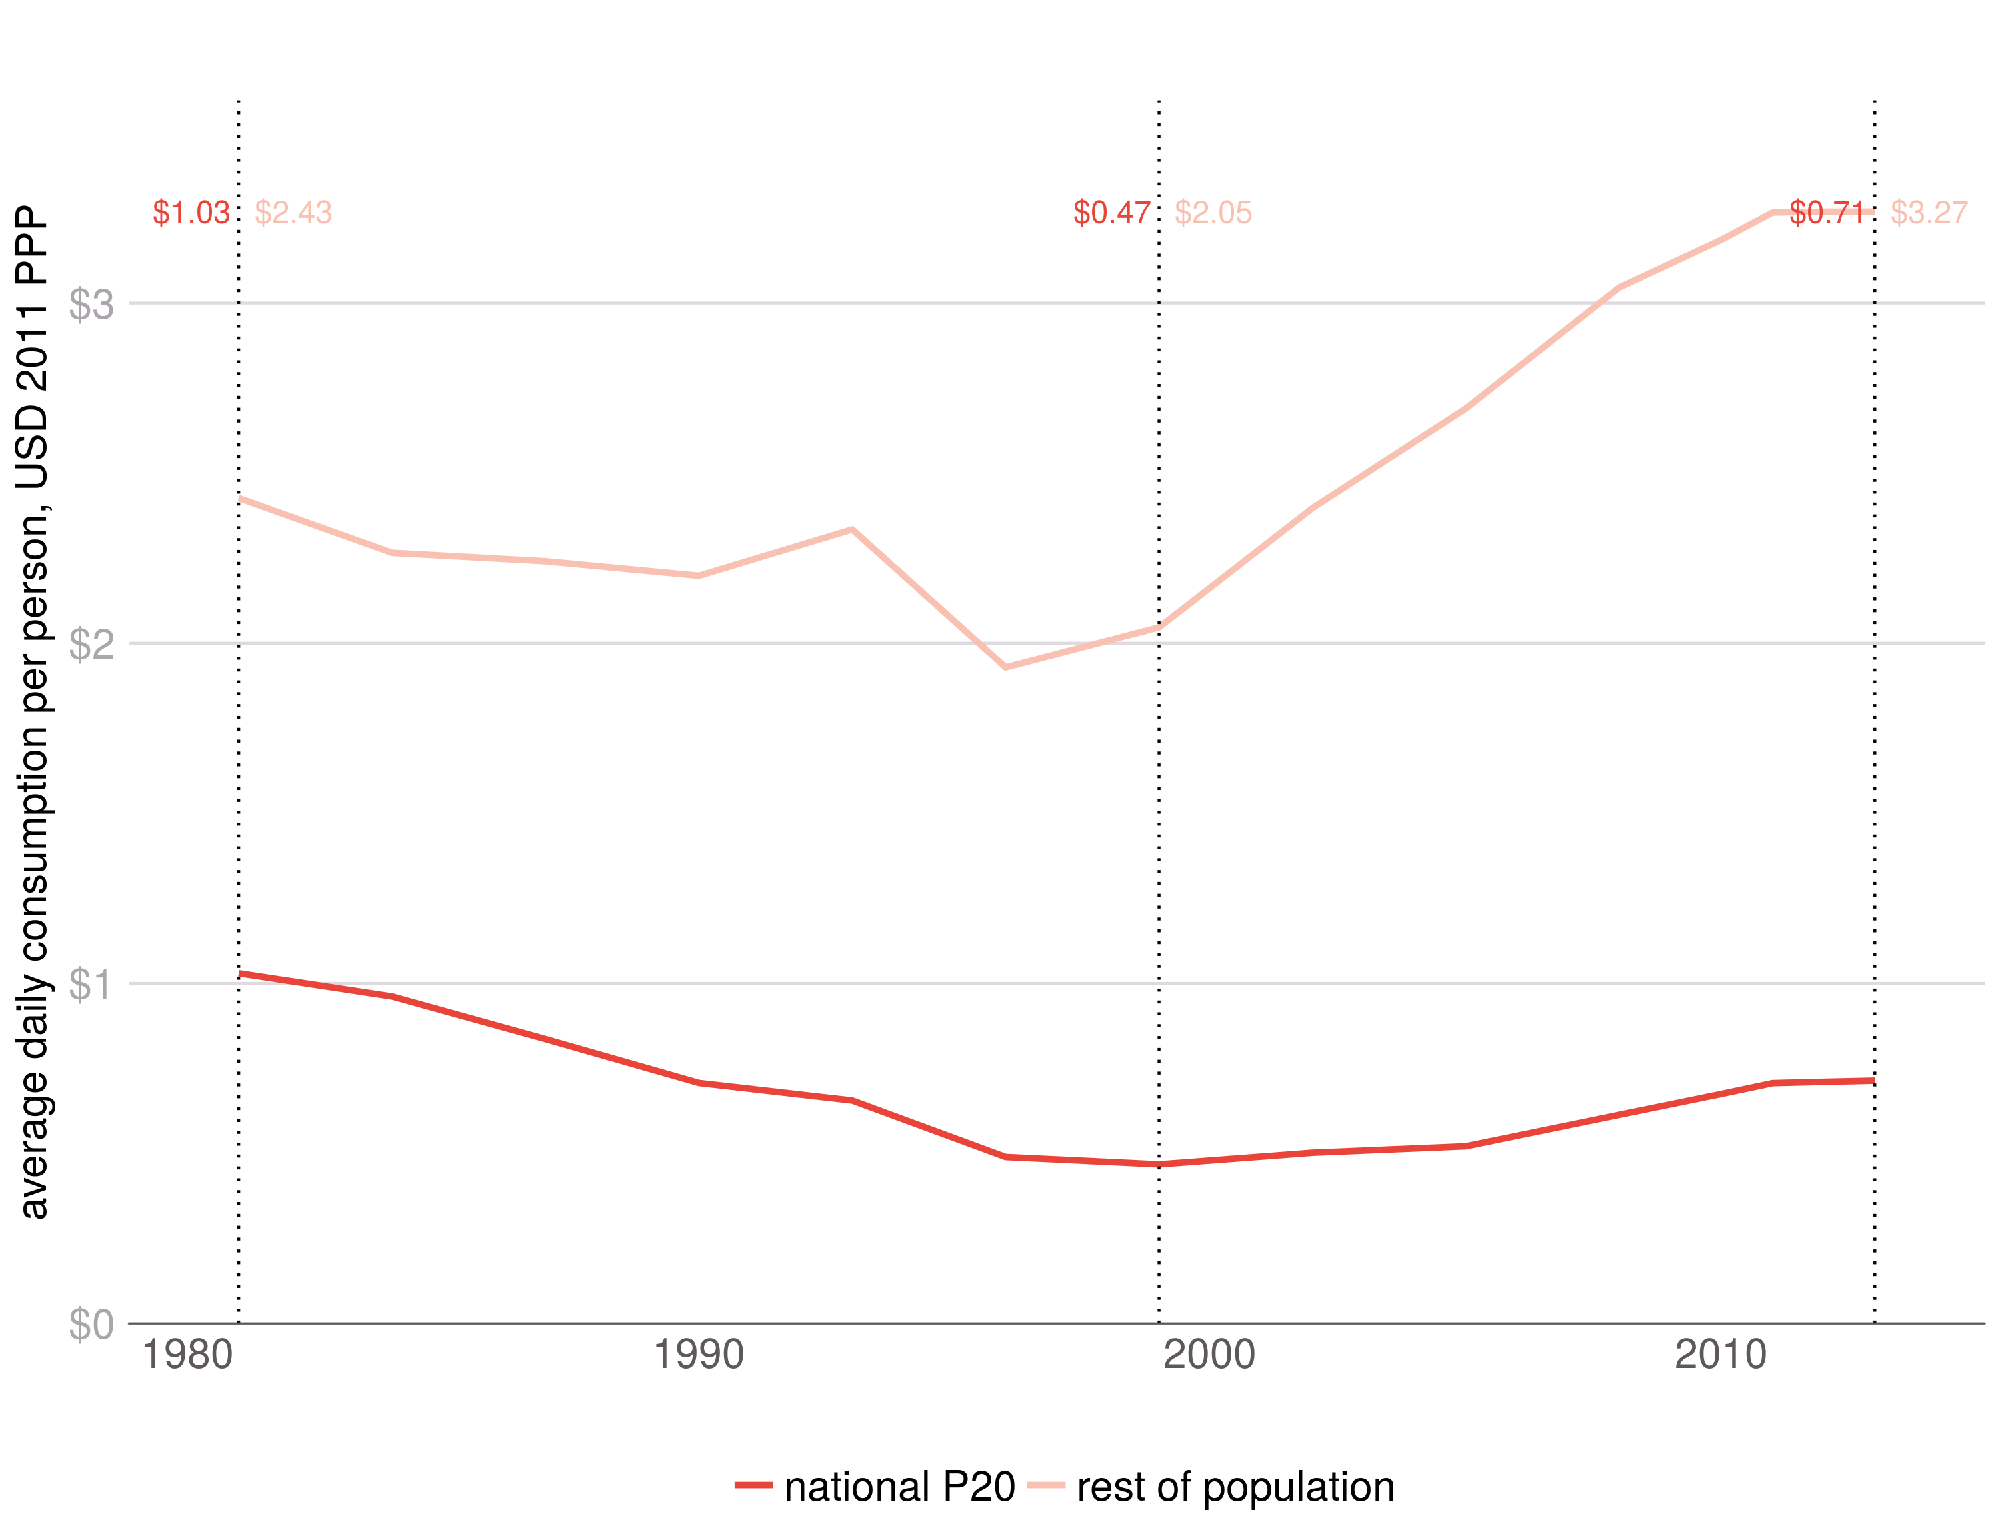 average daily consumption per person, USD 2011 PPP
$1.03 $2.43
$0.47 $2.05
$0.71 $3.27
$3
$2
$1
$0
1980 1990 2000 2010
national P20 rest of population